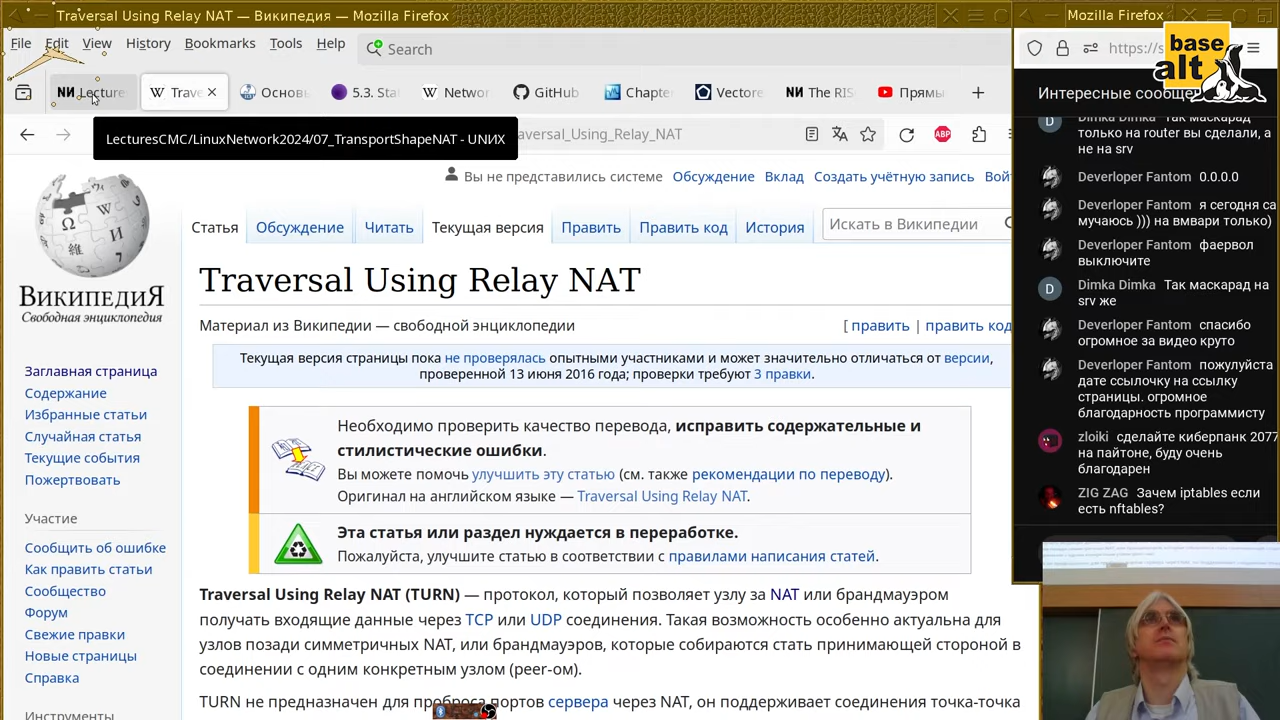 Traversal Using Relay NAT — Википедия — Mozilla Firefox
Mozilla Firefox
File Edit View History Bookmarks Tools Help
Search
https://s
base alt
Интересные сообще
ИИ Lecture
W Trave
Основ
5.3. Sta
W Networ
GitHub
Chapte
Vectore
ИИ The RIS
Прямы
LecturesCMC/LinuxNetwork2024/07_TransportShapeNAT - UNИX
aversal_Using_Relay_NAT
ABP
Вы не представились системе Обсуждение Вклад Создать учётную запись Войт
Статья Обсуждение Читать Текущая версия Править Править код История
Искать в Википедии
ВИКИПЕДИЯ
Свободная энциклопедия
Заглавная страница
Содержание
Избранные статьи
Случайная статья
Текущие события
Пожертвовать
Участие
Сообщить об ошибке
Как править статьи
Сообщество
Форум
Свежие правки
Новые страницы
Справка
Инструменты
Traversal Using Relay NAT
Материал из Википедии — свободной энциклопедии
[ править | править код
Текущая версия страницы пока не проверялась опытными участниками и может значительно отличаться от версии,
проверенной 13 июня 2016 года; проверки требуют 3 правки.
Необходимо проверить качество перевода, исправить содержательные и
стилистические ошибки.
Вы можете помочь улучшить эту статью (см. также рекомендации по переводу).
Оригинал на английском языке — Traversal Using Relay NAT.
Эта статья или раздел нуждается в переработке.
Пожалуйста, улучшите статью в соответствии с правилами написания статей.
Traversal Using Relay NAT (TURN) — протокол, который позволяет узлу за NAT или брандмауэром
получать входящие данные через TCP или UDP соединения. Такая возможность особенно актуальна для
узлов позади симметричных NAT, или брандмауэров, которые собираются стать принимающей стороной в
соединении с одним конкретным узлом (peer-ом).
TURN не предназначен для проброса портов сервера через NAT, он поддерживает соединения точка-точка
Dimka Dimka Так маскарад
только на router вы сделали, а
не на srv
Deverloper Fantom 0.0.0.0
Deverloper Fantom я сегодня са
мучаюсь ))) на вмвари только)
Deverloper Fantom фаервол
выключите
D
Dimka Dimka Так маскарад на
srv же
Deverloper Fantom спасибо
огромное за видео круто
Deverloper Fantom пожулуйста
дате ссылочку на ссылку
страницы. огромное
благодарность программисту
zloiki сделайте киберпанк 2077
на пайтоне, буду очень
благодарен
ZIG ZAG Зачем iptables если
есть nftables?